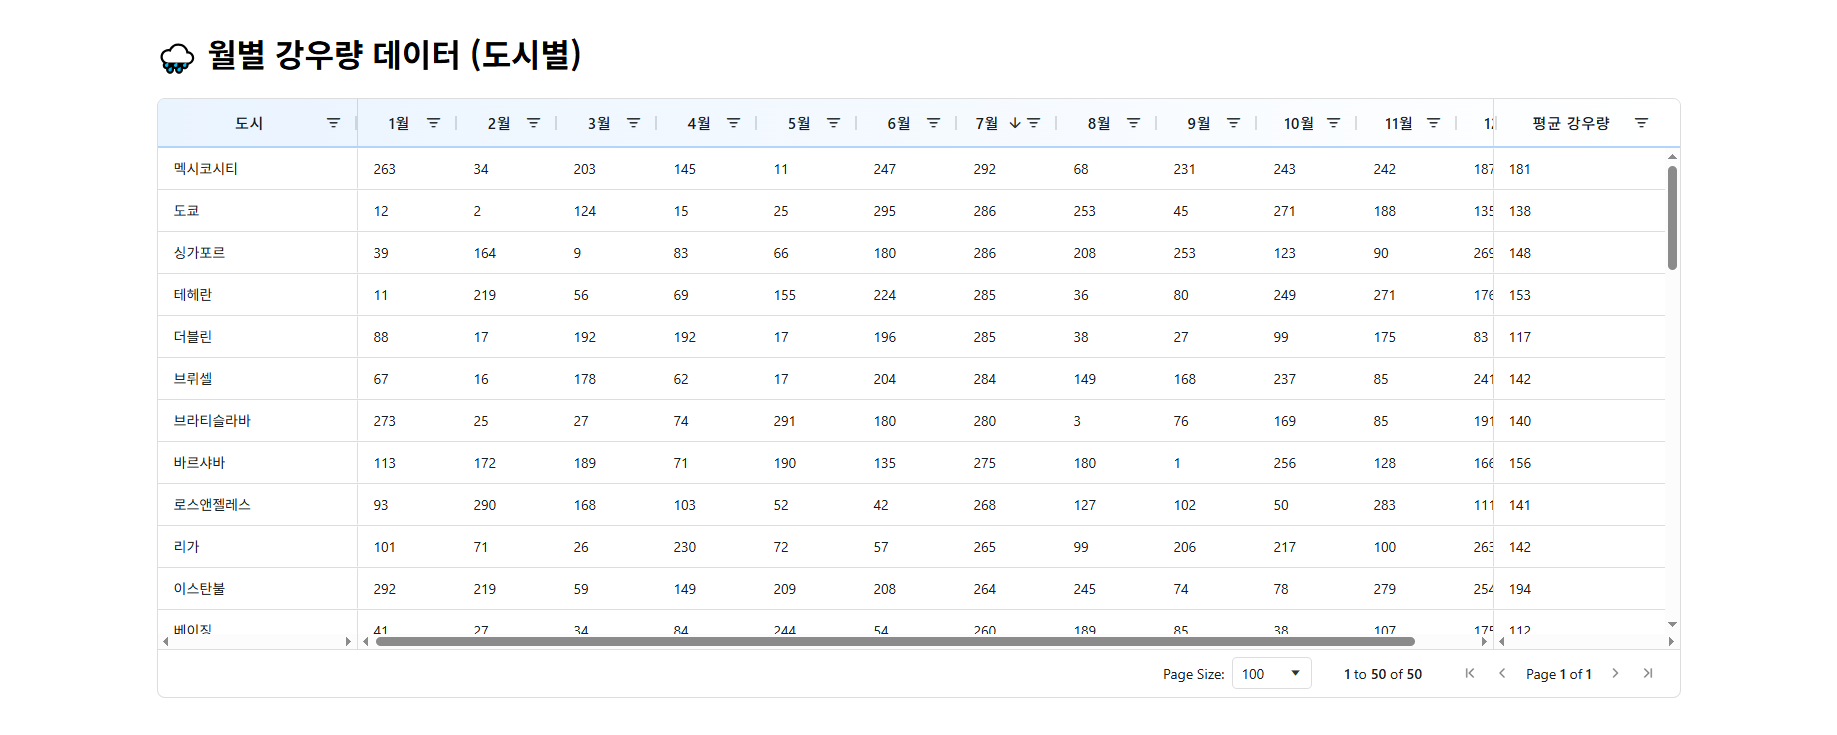 월별 강우량 데이터 (도시별)
도시 1월 2월 3월 4월 5월 6월 7월 8월 9월 10월 11월 평균 강우량
멕시코시티 263 34 203 145 11 247 292 68 231 243 242 187 181
도쿄 12 2 124 15 25 295 286 253 45 271 188 135 138
싱가포르 39 164 9 83 66 180 286 208 253 123 90 269 148
테헤란 11 219 56 69 155 224 285 36 80 249 271 176 153
더블린 88 17 192 192 17 196 285 38 27 99 175 83 117
브뤼셀 67 16 178 62 17 204 284 149 168 237 85 241 142
브라티슬라바 273 25 27 74 291 180 280 3 76 169 85 191 140
바르샤바 113 172 189 71 190 135 275 180 1 256 128 166 156
로스앤젤레스 93 290 168 103 52 42 268 127 102 50 283 111 141
리가 101 71 26 230 72 57 265 99 206 217 100 263 142
이스탄불 292 219 59 149 209 208 264 245 74 78 279 254 194
베이징 41 27 34 84 244 54 260 189 85 38 107 175 112
Page Size: 100 1 to 50 of 50 Page 1 of 1